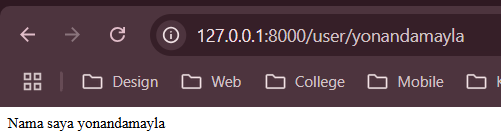 127.0.0.1:8000/user/yonandamayla
Design Web College Mobile
Nama saya yonandamayla